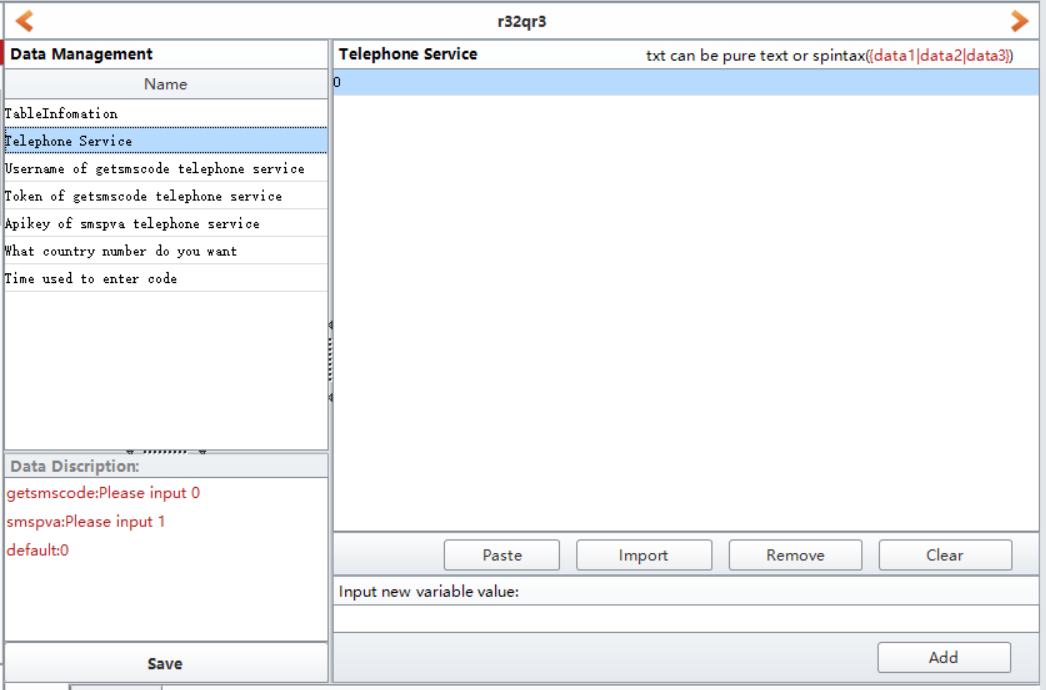 r32qr3
Data Management
Name
TableInfomation
Telephone Service
Username of getsmscode telephone service
Token of getsmscode telephone service
Apikey of smspva telephone service
What country number do you want
Time used to enter code
Data Discription:
getsmscode:Please input 0
smspva:Please input 1
default:0
Save
Telephone Service
txt can be pure text or spintax({data1|data2|data3})
0
Paste
Import
Remove
Clear
Input new variable value:
Add